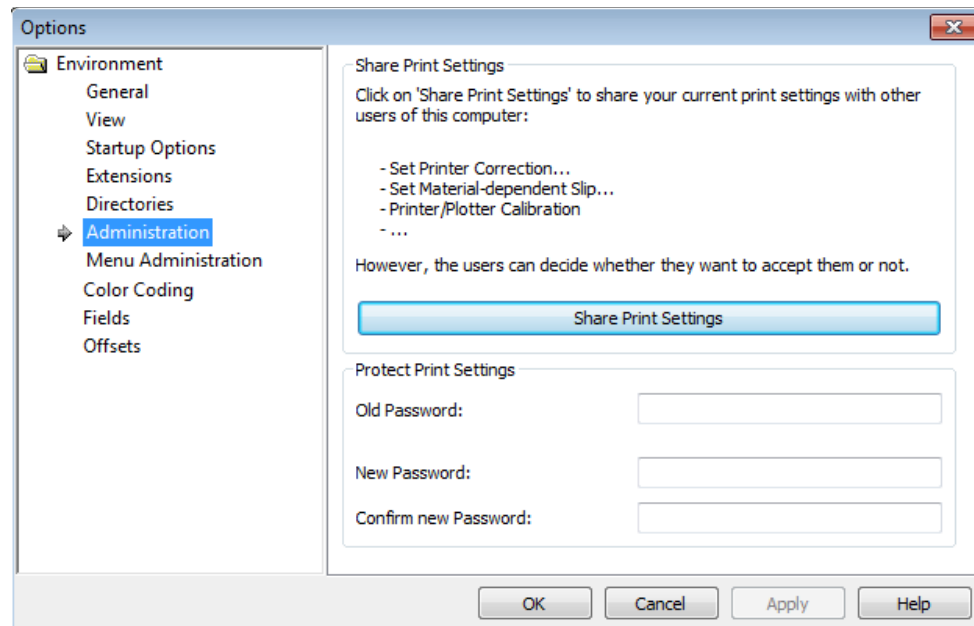 Options
Environment
General
View
Startup Options
Extensions
Directories
Administration
Menu Administration
Color Coding
Fields
Offsets
Share Print Settings
Click on 'Share Print Settings' to share your current print settings with other
users of this computer:
- Set Printer Correction...
- Set Material-dependent Slip...
- Printer/Plotter Calibration
- ...
However, the users can decide whether they want to accept them or not.
Share Print Settings
Protect Print Settings
Old Password:
New Password:
Confirm new Password:
OK Cancel Apply Help